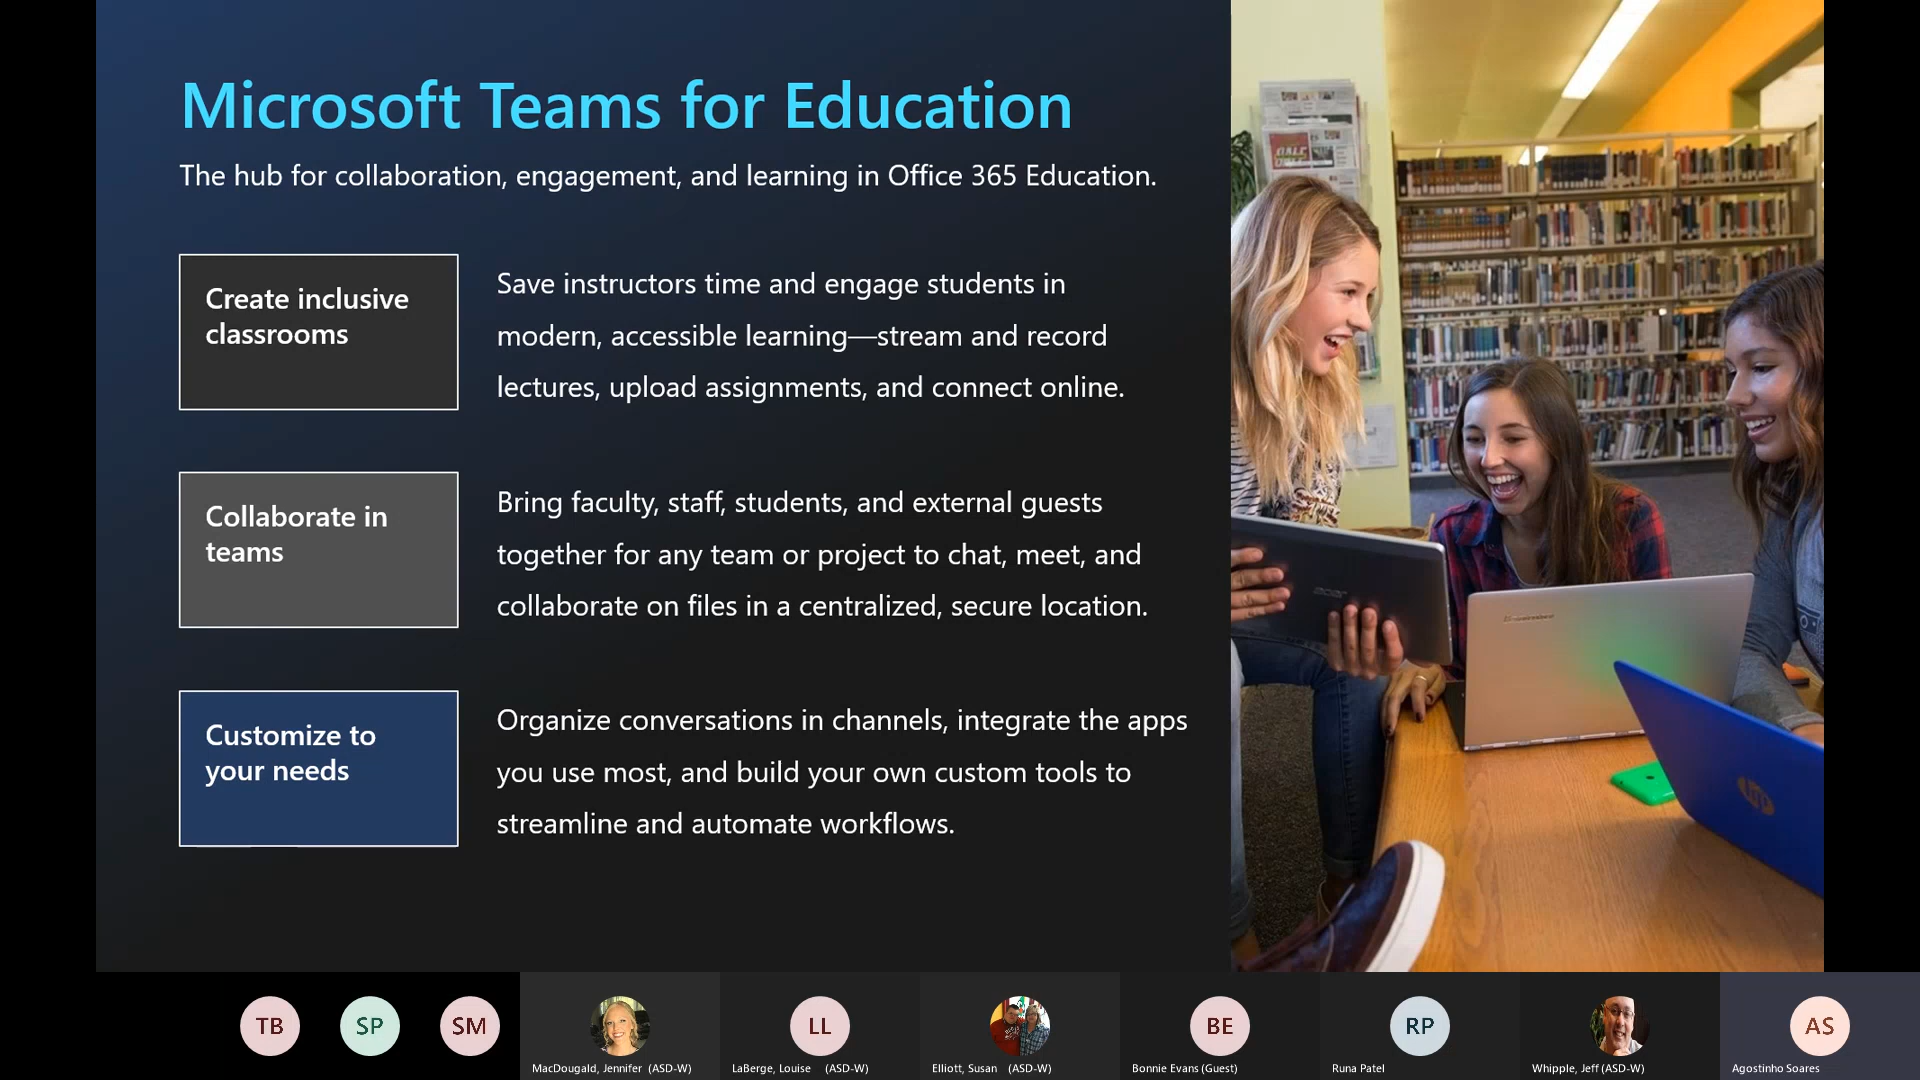 Microsoft Teams for Education
The hub for collaboration, engagement, and learning in Office 365 Education.
Create inclusive
classrooms
Save instructors time and engage students in
modern, accessible learning—stream and record
lectures, upload assignments, and connect online.
Collaborate in
teams
Bring faculty, staff, students, and external guests
together for any team or project to chat, meet, and
collaborate on files in a centralized, secure location.
Customize to
your needs
Organize conversations in channels, integrate the apps
you use most, and build your own custom tools to
streamline and automate workflows.
acer
hp
TB
SP
SM
LL
BE
RP
AS
MacDougald, Jennifer (ASD-W)
LaBerge, Louise (ASD-W)
Elliott, Susan (ASD-W)
Bonnie Evans (Guest)
Runa Patel
Whipple, Jeff (ASD-W)
Agostinho Soares